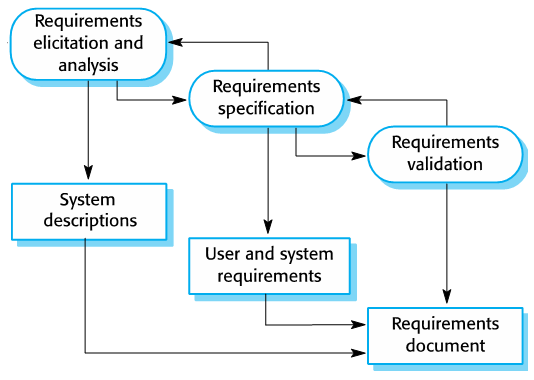 Requirements
elicitation and
analysis
Requirements
specification
Requirements
validation
System
descriptions
User and system
requirements
Requirements
document